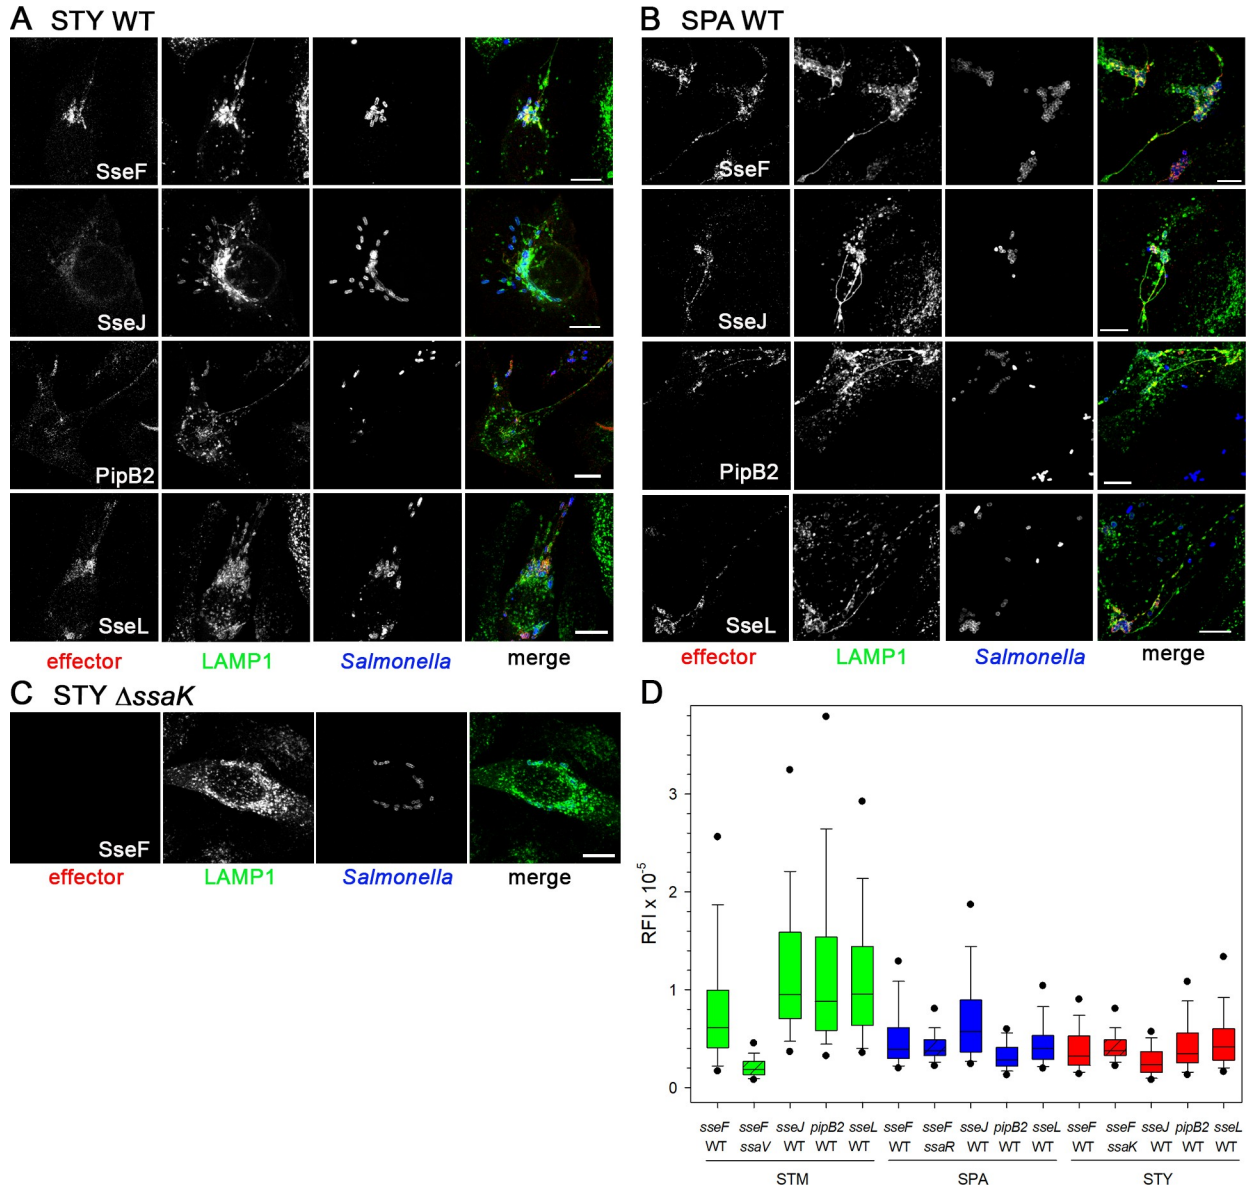 A STY WT
SseF
SseJ
PipB2
SseL
effector LAMP1 Salmonella merge
B SPA WT
SseF
SseJ
PipB2
SseL
effector LAMP1 Salmonella merge
C STY ΔssaK
SseF
effector LAMP1 Salmonella merge
D
RFI x 10-5
3
2
1
0
sseF sseF sseJ pipB2 sseL sseF sseF sseJ pipB2 sseL sseF sseF sseJ pipB2 sseL
WT ssaV WT WT WT WT ssaR WT WT WT WT ssaK WT WT WT
STM SPA STY